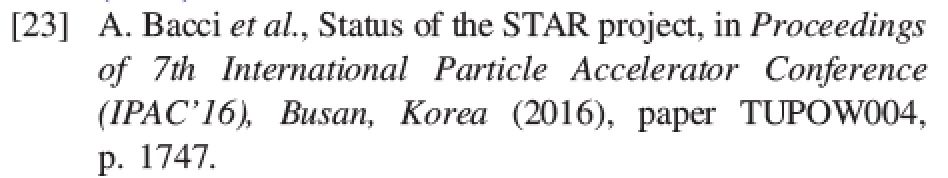 [23] A. Bacci et al., Status of the STAR project, in Proceedings
of 7th International Particle Accelerator Conference
(IPAC’16), Busan, Korea (2016), paper TUPOW004,
p. 1747.